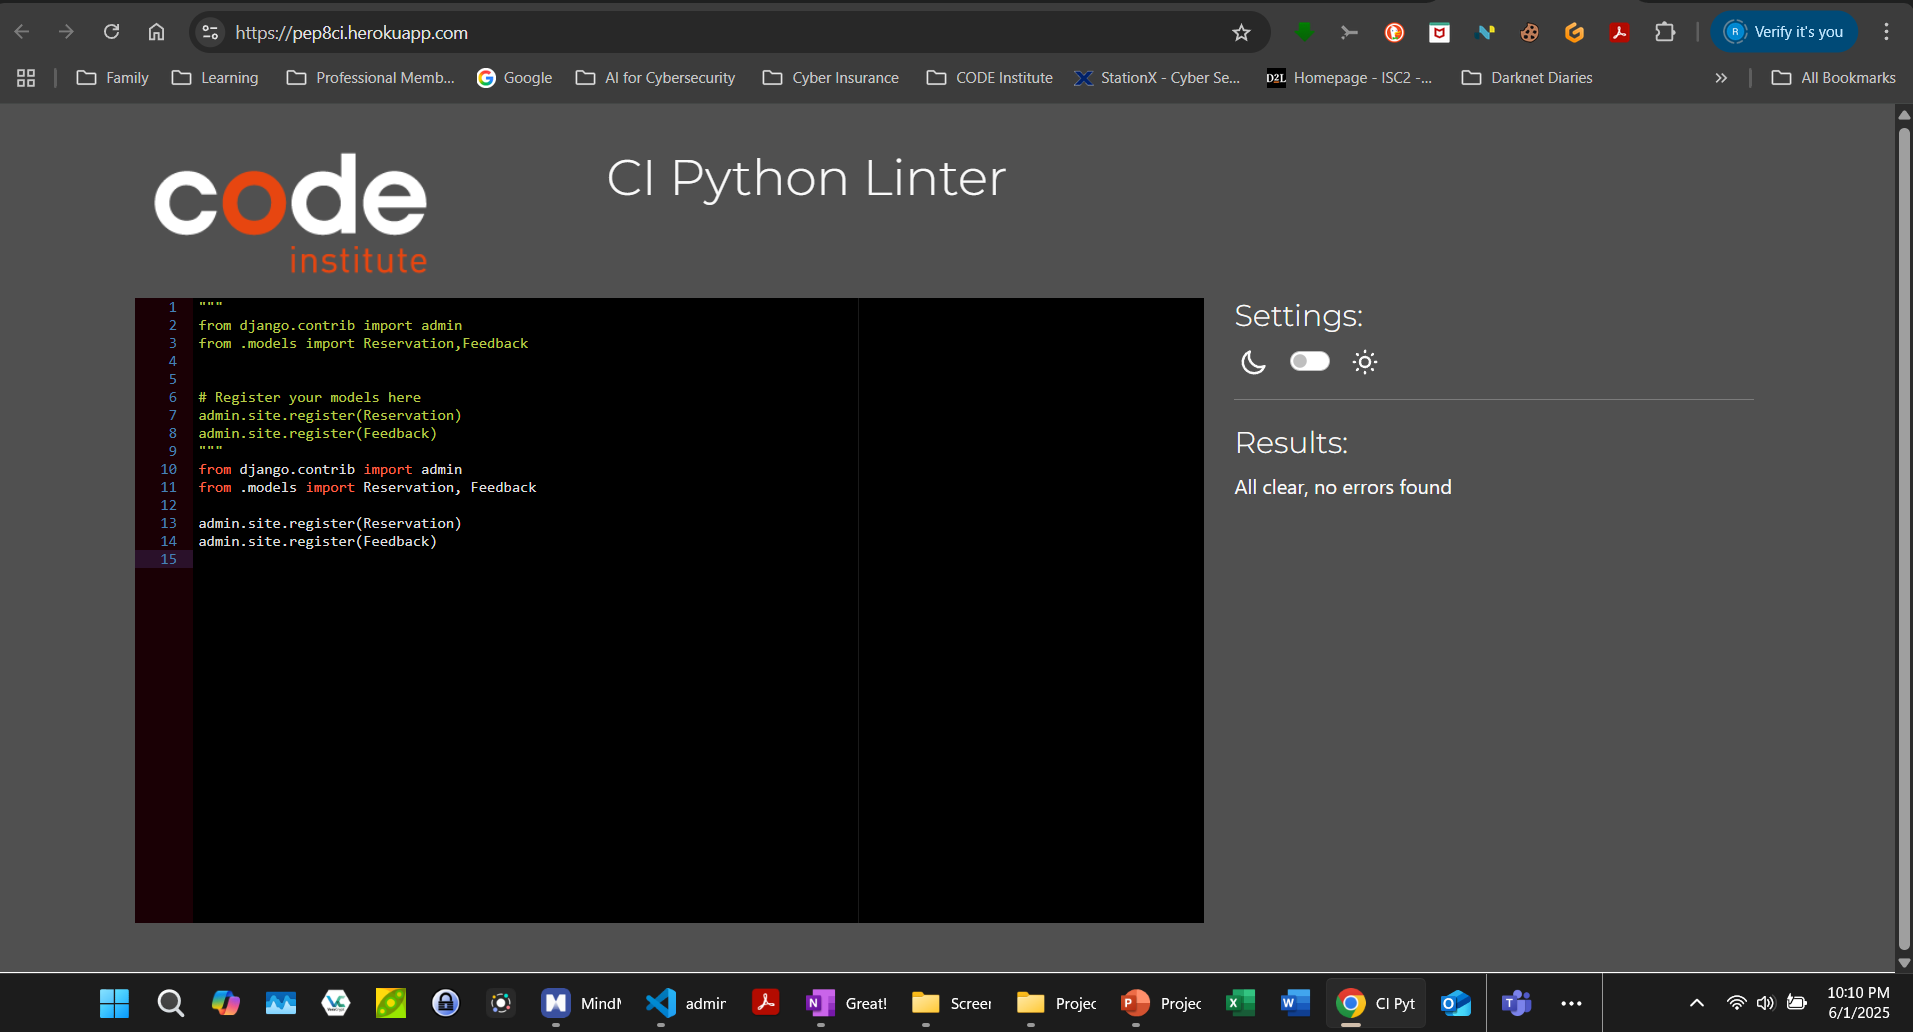 https://pep8ci.herokuapp.com
Verify it's you
Family
Learning
Professional Memb...
Google
AI for Cybersecurity
Cyber Insurance
CODE Institute
StationX - Cyber Se...
D2L
Homepage - ISC2 -...
Darknet Diaries
All Bookmarks
code
institute
CI Python Linter
1 """
2 from django.contrib import admin
3 from .models import Reservation,Feedback
4
5
6 # Register your models here
7 admin.site.register(Reservation)
8 admin.site.register(Feedback)
9 """
10 from django.contrib import admin
11 from .models import Reservation, Feedback
12
13 admin.site.register(Reservation)
14 admin.site.register(Feedback)
15
Settings:
Results:
All clear, no errors found
MindM
admin
Great!
Screer
Projec
Projec
CI Pyt
10:10 PM
6/1/2025